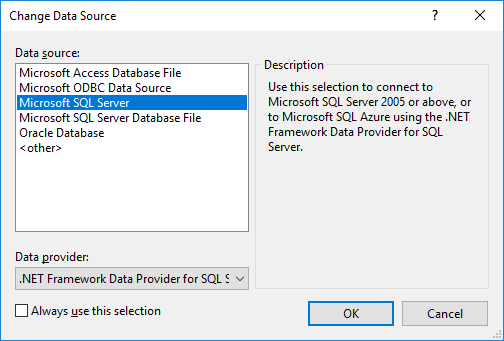 Change Data Source
Data source:
Microsoft Access Database File
Microsoft ODBC Data Source
Microsoft SQL Server
Microsoft SQL Server Database File
Oracle Database
<other>
Description
Use this selection to connect to
Microsoft SQL Server 2005 or above, or
to Microsoft SQL Azure using the .NET
Framework Data Provider for SQL
Server.
Data provider:
.NET Framework Data Provider for SQL S
Always use this selection
OK
Cancel